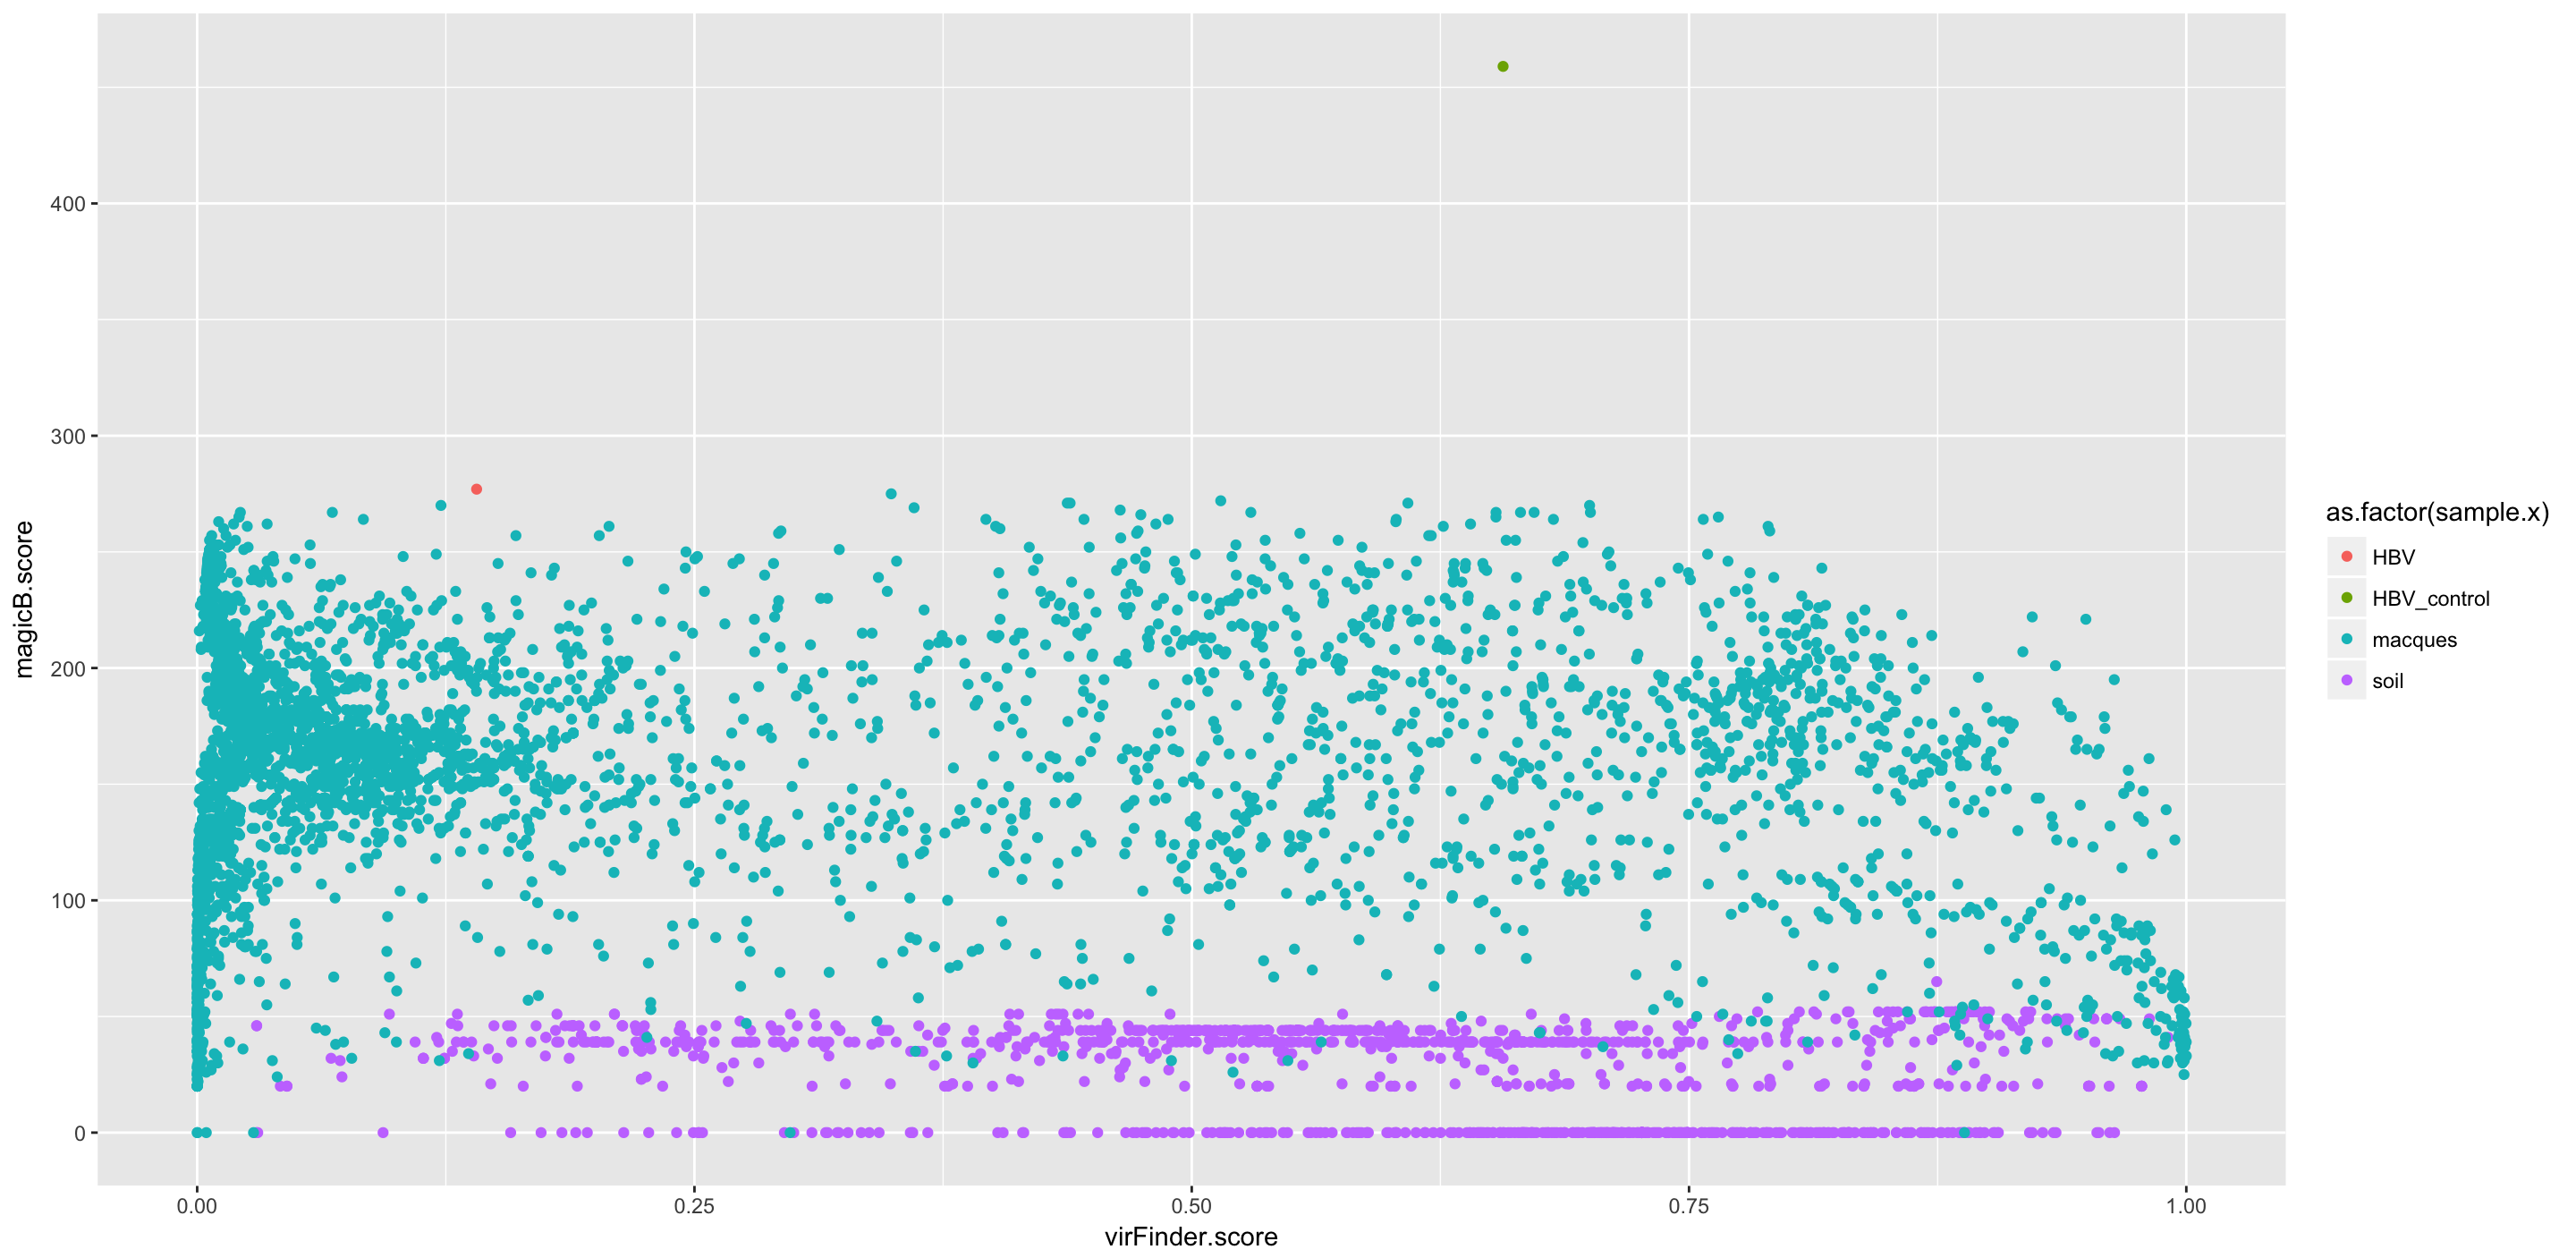 400
300
200
100
0
magicB.score
0.00 0.25 0.50 0.75 1.00
virFinder.score
as.factor(sample.x)
HBV
HBV_control
macques
soil